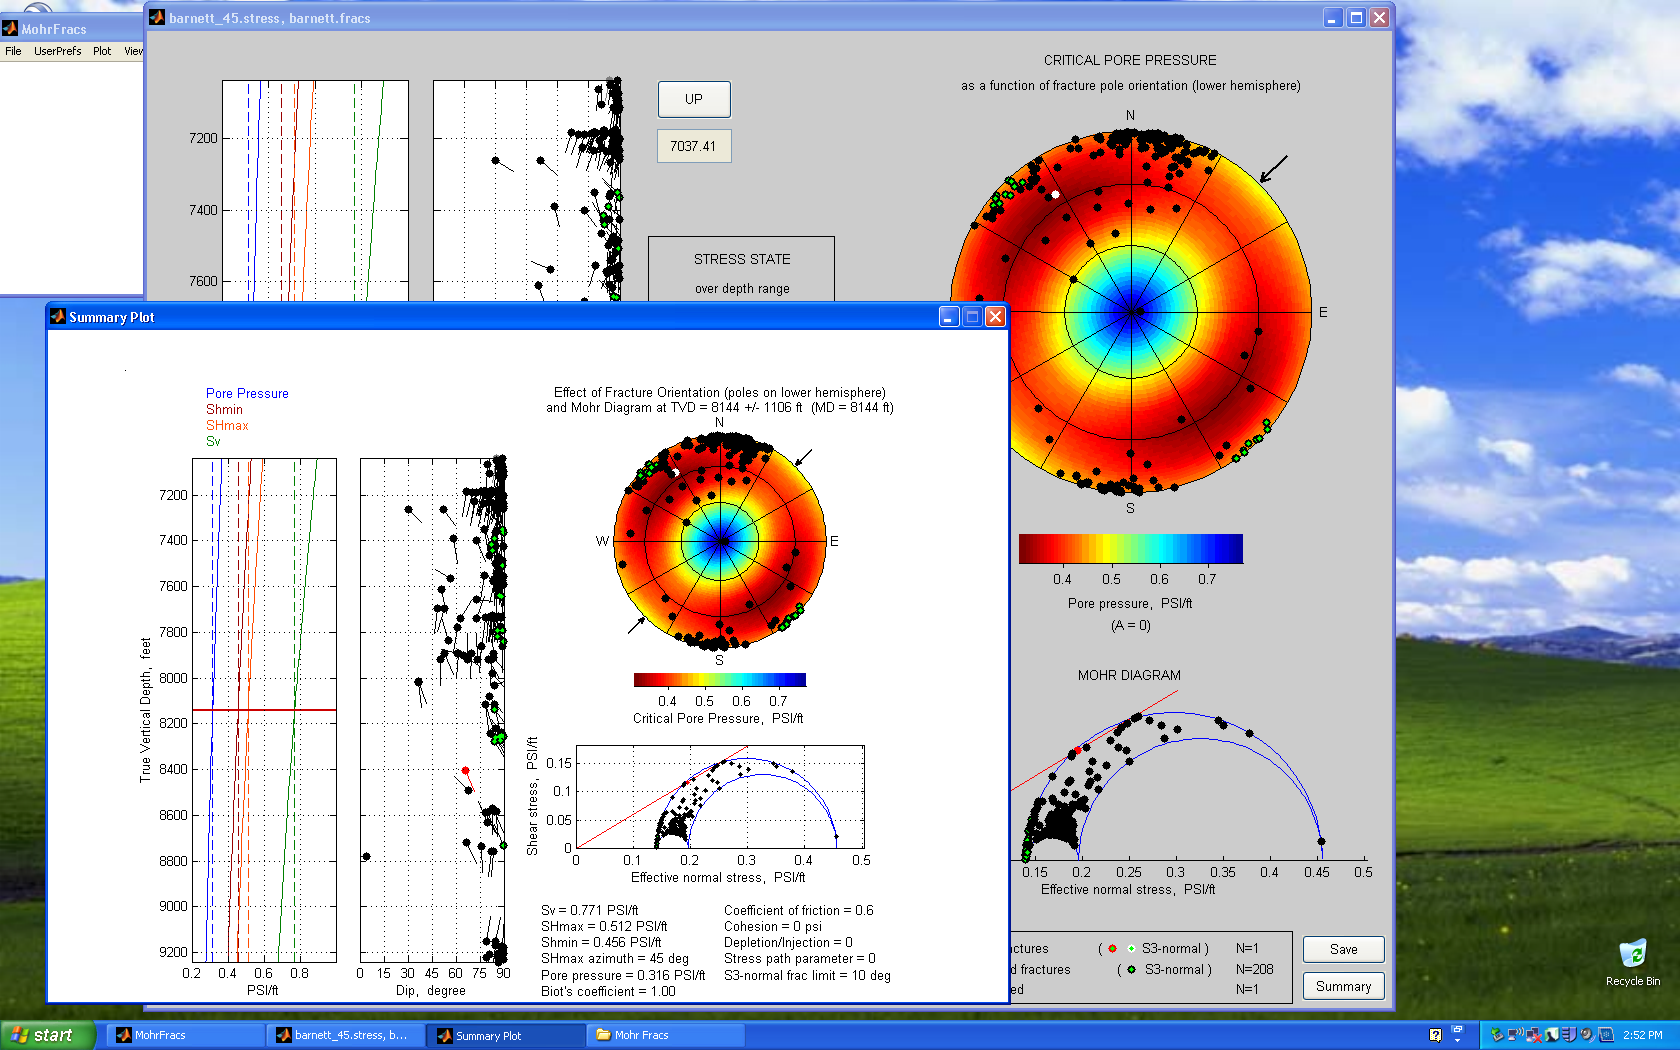 MohrFracs
File UserPrefs Plot View
barnett_45.stress, barnett.fracs
7200
7400
7600
UP
7037.41
STRESS STATE
over depth range
CRITICAL PORE PRESSURE
as a function of fracture pole orientation (lower hemisphere)
N
E
S
0.4 0.5 0.6 0.7
Pore pressure, PSI/ft
(A = 0)
MOHR DIAGRAM
0.15 0.2 0.25 0.3 0.35 0.4 0.45 0.5
Effective normal stress, PSI/ft
ctures ( S3-normal ) N=1
d fractures ( S3-normal ) N=208
ed N=1
Save
Summary
Summary Plot
Pore Pressure
Shmin
SHmax
Sv
True Vertical Depth, feet
7200
7400
7600
7800
8000
8200
8400
8600
8800
9000
9200
0.2 0.4 0.6 0.8
PSI/ft
0 15 30 45 60 75 90
Dip, degree
Effect of Fracture Orientation (poles on lower hemisphere)
and Mohr Diagram at TVD = 8144 +/- 1106 ft (MD = 8144 ft)
N
W
E
S
0.4 0.5 0.6 0.7
Critical Pore Pressure, PSI/ft
Shear stress, PSI/ft
0.15
0.1
0.05
0
0 0.1 0.2 0.3 0.4 0.5
Effective normal stress, PSI/ft
Sv = 0.771 PSI/ft
SHmax = 0.512 PSI/ft
Shmin = 0.456 PSI/ft
SHmax azimuth = 45 deg
Pore pressure = 0.316 PSI/ft
Biot's coefficient = 1.00
Coefficient of friction = 0.6
Cohesion = 0 psi
Depletion/Injection = 0
Stress path parameter = 0
S3-normal frac limit = 10 deg
Recycle Bin
start
MohrFracs
barnett_45.stress, b...
Summary Plot
Mohr Fracs
2:52 PM